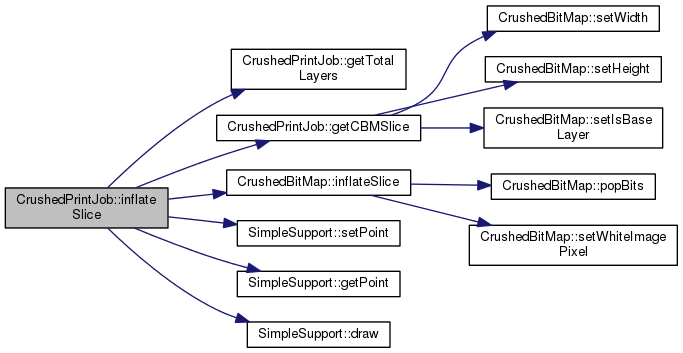 CrushedPrintJob::inflate
Slice
CrushedPrintJob::getTotal
Layers
CrushedPrintJob::getCBMSlice
CrushedBitMap::inflateSlice
SimpleSupport::setPoint
SimpleSupport::getPoint
SimpleSupport::draw
CrushedBitMap::setWidth
CrushedBitMap::setHeight
CrushedBitMap::setIsBase
Layer
CrushedBitMap::popBits
CrushedBitMap::setWhiteImage
Pixel